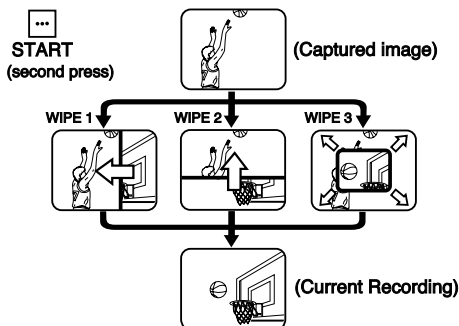 ...
START
(second press)
(Captured image)
WIPE 1
WIPE 2
WIPE 3
(Current Recording)